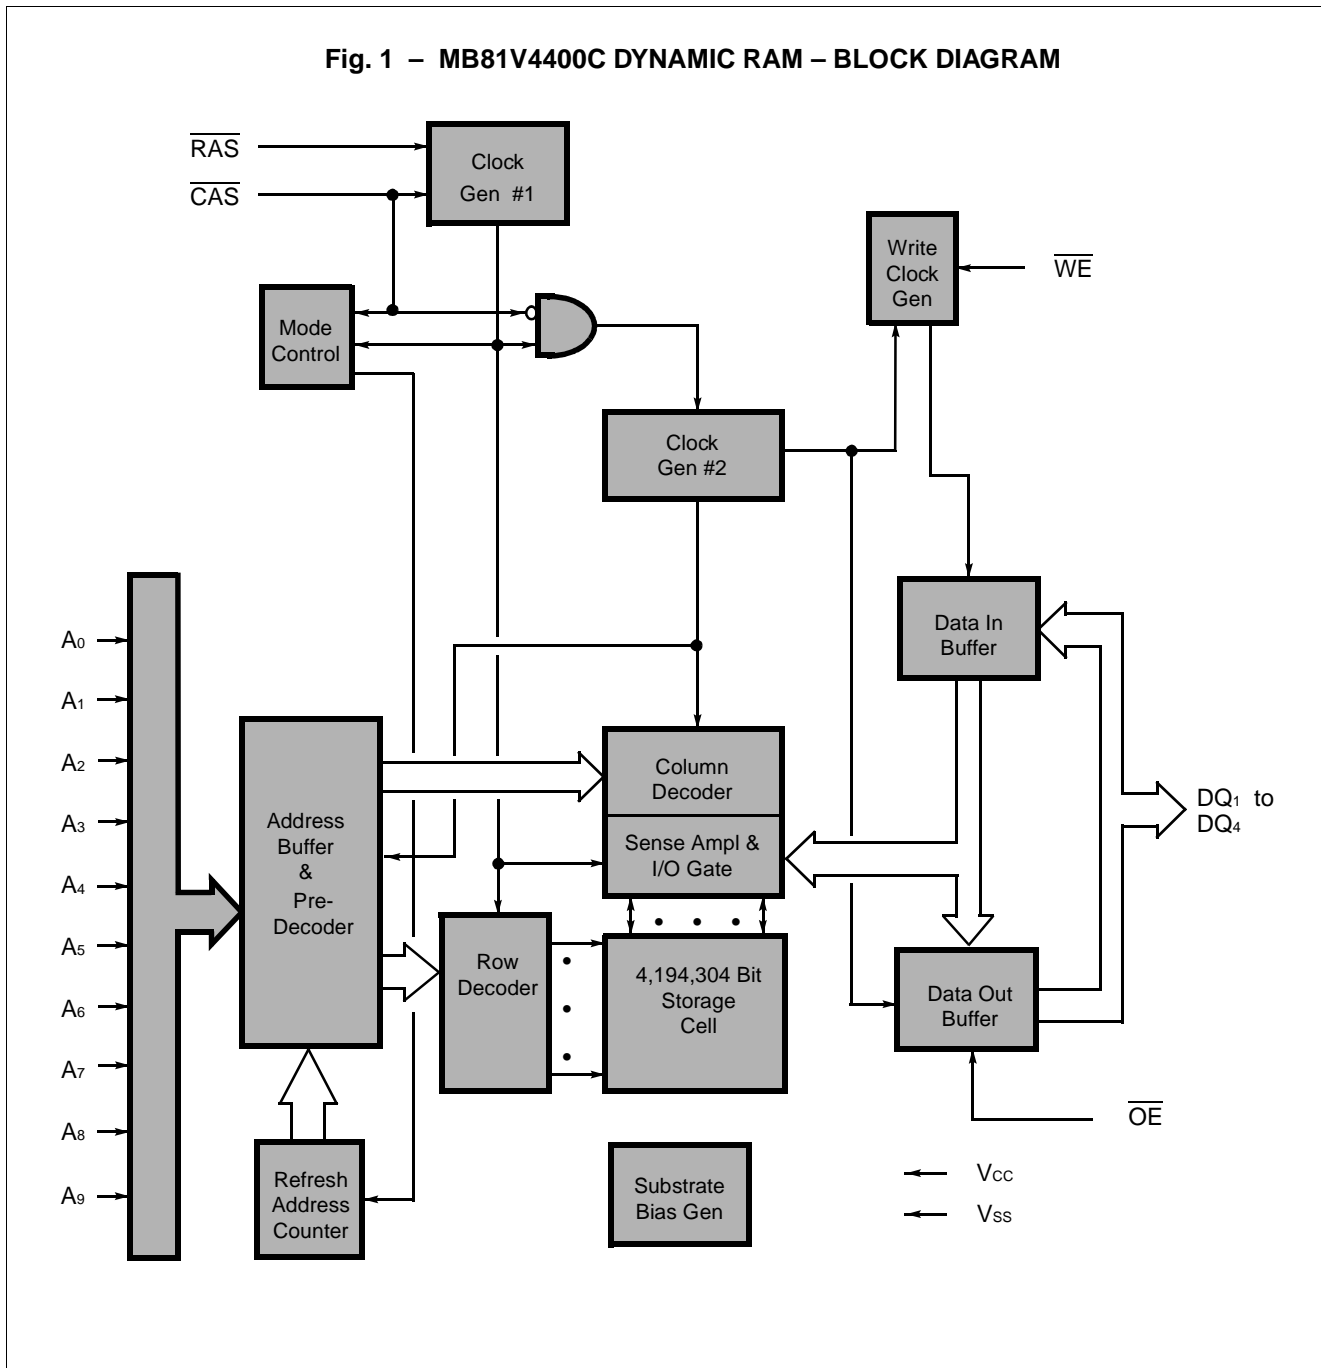 Fig. 1 – MB81V4400C DYNAMIC RAM – BLOCK DIAGRAM
RAS
CAS
Clock
Gen #1
Write
Clock
Gen
WE
Mode
Control
Clock
Gen #2
A0
A1
A2
A3
A4
A5
A6
A7
A8
A9
Address
Buffer
&
Pre-
Decoder
Column
Decoder
Sense Ampl &
I/O Gate
Data In
Buffer
DQ1 to
DQ4
Row
Decoder
4,194,304 Bit
Storage
Cell
Data Out
Buffer
OE
Refresh
Address
Counter
Substrate
Bias Gen
VCC
VSS